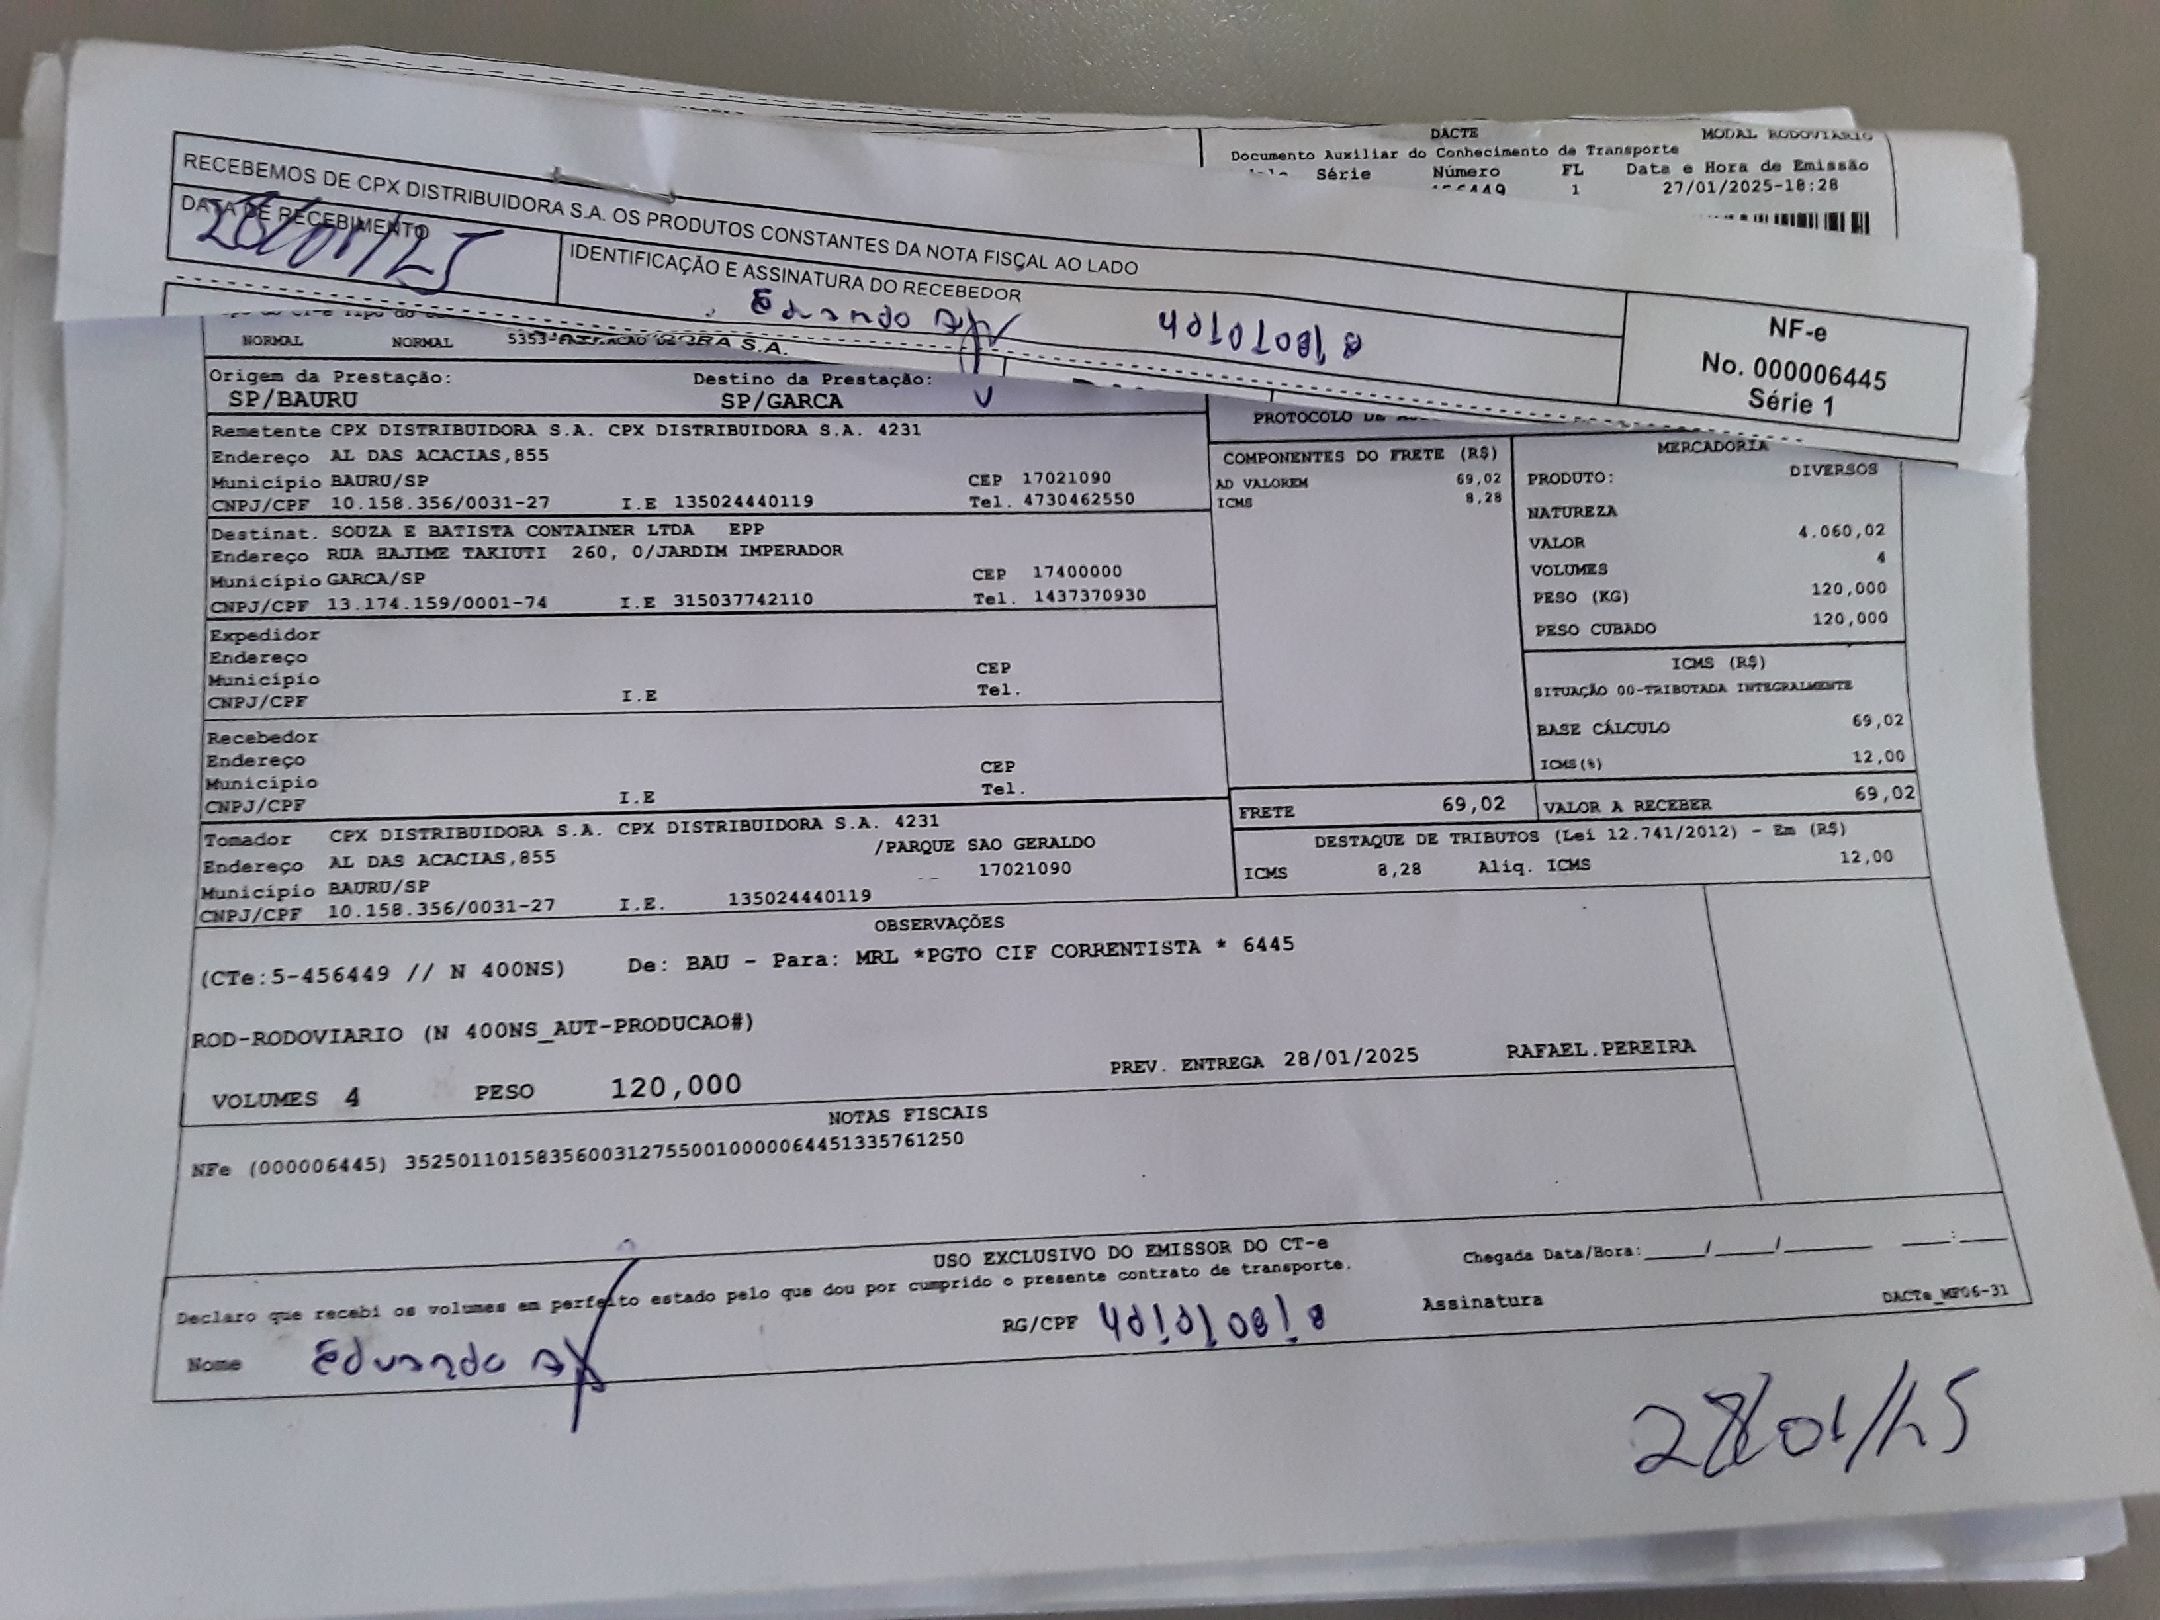 DACTE MODAL RODOVIÁRIO
Documento Auxiliar do Conhecimento de Transporte
Série Número FL Data e Hora de Emissão
1 27/01/2025-18:28
RECEBEMOS DE CPX DISTRIBUIDORA S.A. OS PRODUTOS CONSTANTES DA NOTA FISCAL AO LADO
DATA DE RECEBIMENTO
28/01/25
IDENTIFICAÇÃO E ASSINATURA DO RECEBEDOR
Eduardo
NF-e
No. 000006445
Série 1
NORMAL NORMAL
S.A.
Origem da Prestação: Destino da Prestação:
SP/BAURU SP/GARCA
Remetente CPX DISTRIBUIDORA S.A. CPX DISTRIBUIDORA S.A. 4231
Endereço AL DAS ACACIAS,855
Município BAURU/SP CEP 17021090
CNPJ/CPF 10.158.356/0031-27 I.E 135024440119 Tel. 4730462550
Destinat. SOUZA E BATISTA CONTAINER LTDA EPP
Endereço RUA HAJIME TAKIUTI 260, 0/JARDIM IMPERADOR
Município GARCA/SP CEP 17400000
CNPJ/CPF 13.174.159/0001-74 I.E 315037742110 Tel. 1437370930
Expedidor
Endereço
Município CEP
CNPJ/CPF I.E Tel.
Recebedor
Endereço
Município CEP
CNPJ/CPF I.E Tel.
Tomador CPX DISTRIBUIDORA S.A. CPX DISTRIBUIDORA S.A. 4231
Endereço AL DAS ACACIAS,855 /PARQUE SAO GERALDO
Município BAURU/SP 17021090
CNPJ/CPF 10.158.356/0031-27 I.E. 135024440119
PROTOCOLO DE
COMPONENTES DO FRETE (R$)
AD VALOREM 69,02
ICMS 8,28
MERCADORIA
PRODUTO: DIVERSOS
NATUREZA
VALOR 4.060,02
VOLUMES 4
PESO (KG) 120,000
PESO CUBADO 120,000
ICMS (R$)
SITUAÇÃO 00-TRIBUTADA INTEGRALMENTE
BASE CÁLCULO 69,02
ICMS(%) 12,00
FRETE 69,02 VALOR A RECEBER 69,02
DESTAQUE DE TRIBUTOS (Lei 12.741/2012) - Em (R$)
ICMS 8,28 Aliq. ICMS 12,00
OBSERVAÇÕES
(CTe:5-456449 // N 400NS) De: BAU - Para: MRL *PGTO CIF CORRENTISTA * 6445
ROD-RODOVIARIO (N 400NS_AUT-PRODUCAO#)
PREV. ENTREGA 28/01/2025 RAFAEL.PEREIRA
VOLUMES 4 PESO 120,000
NOTAS FISCAIS
NFe (000006445) 35250110158356003127550010000064451335761250
USO EXCLUSIVO DO EMISSOR DO CT-e
Declaro que recebi os volumes em perfeito estado pelo que dou por cumprido o presente contrato de transporte.
Chegada Data/Hora:____/____/______ ___:___
Nome Eduardo RG/CPF Assinatura
DACTe_MF06-31
28/01/25